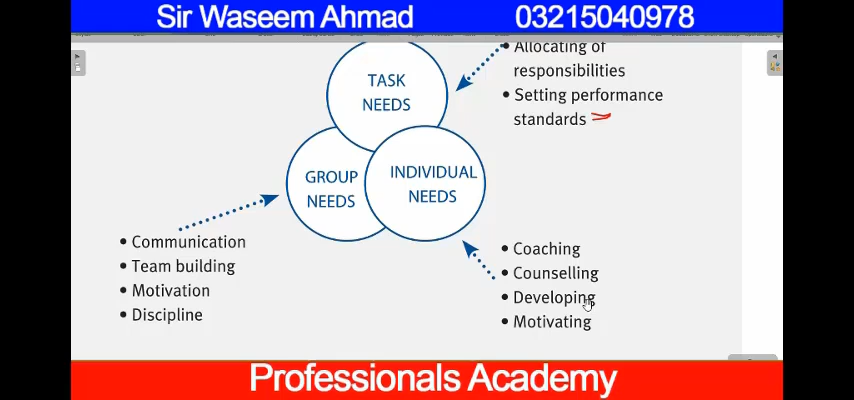 Sir Waseem Ahmad 03215040978
• Allocating of
responsibilities
• Setting performance
standards
TASK
NEEDS
GROUP
NEEDS
INDIVIDUAL
NEEDS
• Communication
• Team building
• Motivation
• Discipline
• Coaching
• Counselling
• Developing
• Motivating
Professionals Academy